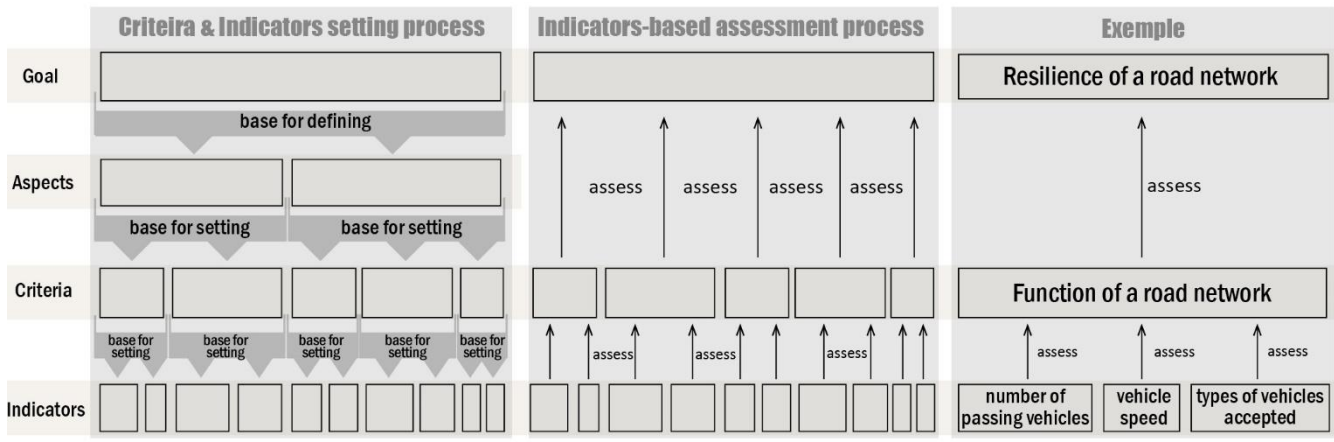 Criteira & Indicators setting process
Indicators-based assessment process
Exemple
Goal
Resilience of a road network
base for defining
Aspects
assess
assess
assess
assess
assess
base for setting
base for setting
Criteria
Function of a road network
base for
setting
base for
setting
base for
setting
base for
setting
base for
setting
assess
assess
assess
assess
assess
assess
Indicators
number of
passing vehicles
vehicle
speed
types of vehicles
accepted